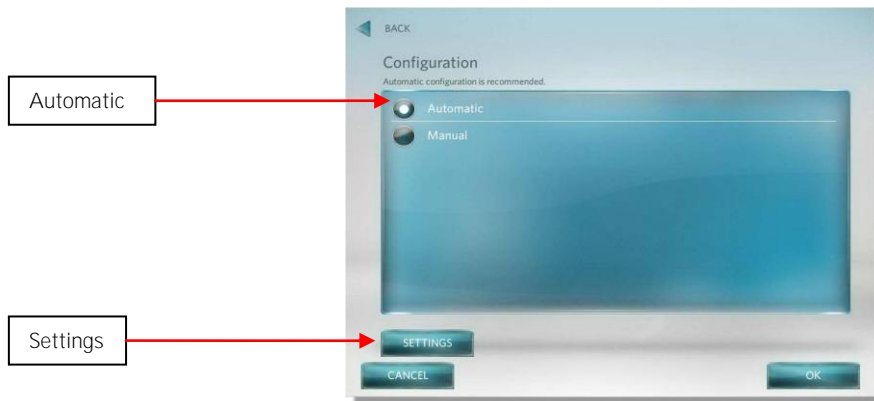 BACK
Configuration
Automatic configuration is recommended.
Automatic
Automatic
Manual
Settings
SETTINGS
CANCEL
OK